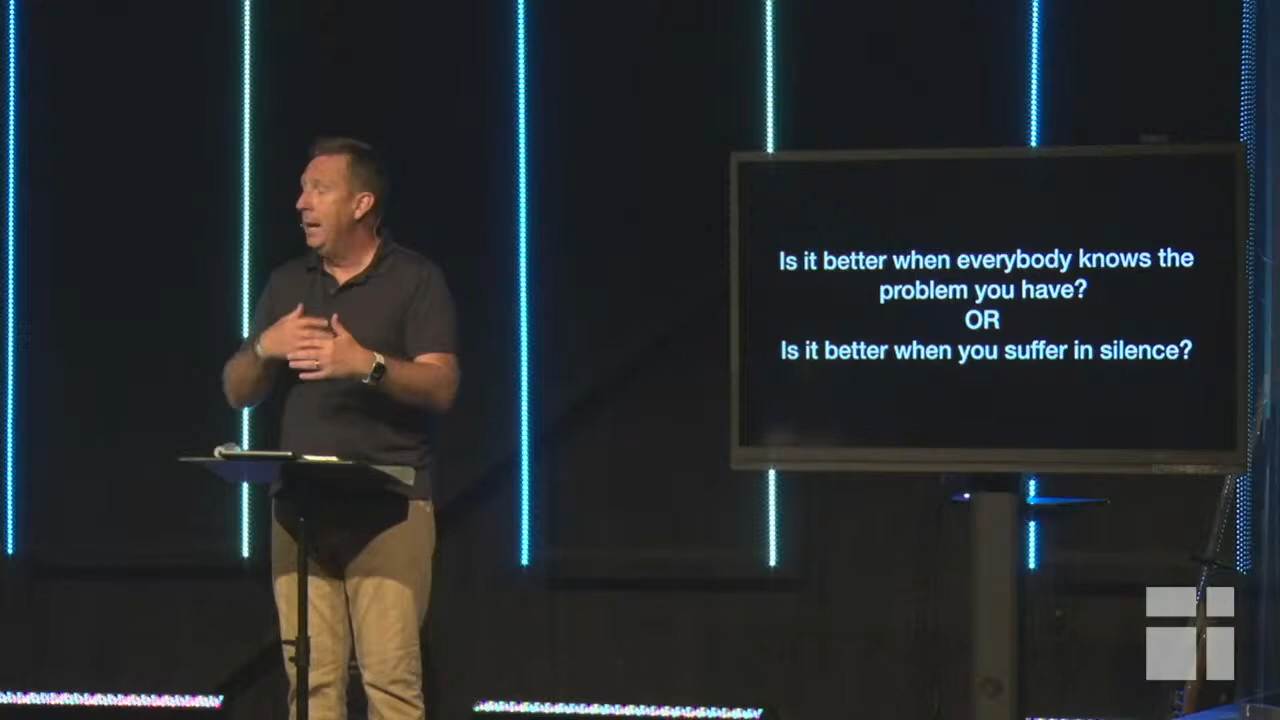 Is it better when everybody knows the
problem you have?
OR
Is it better when you suffer in silence?